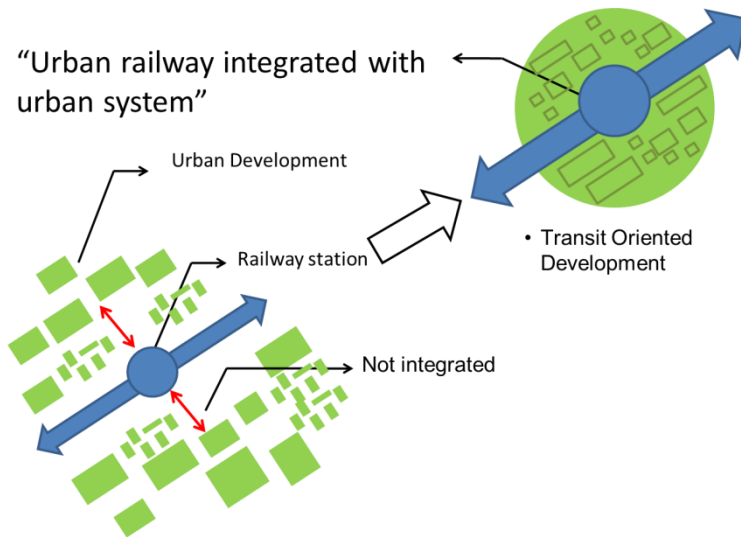 “Urban railway integrated with
urban system”
Urban Development
Railway station
• Transit Oriented
Development
Not integrated